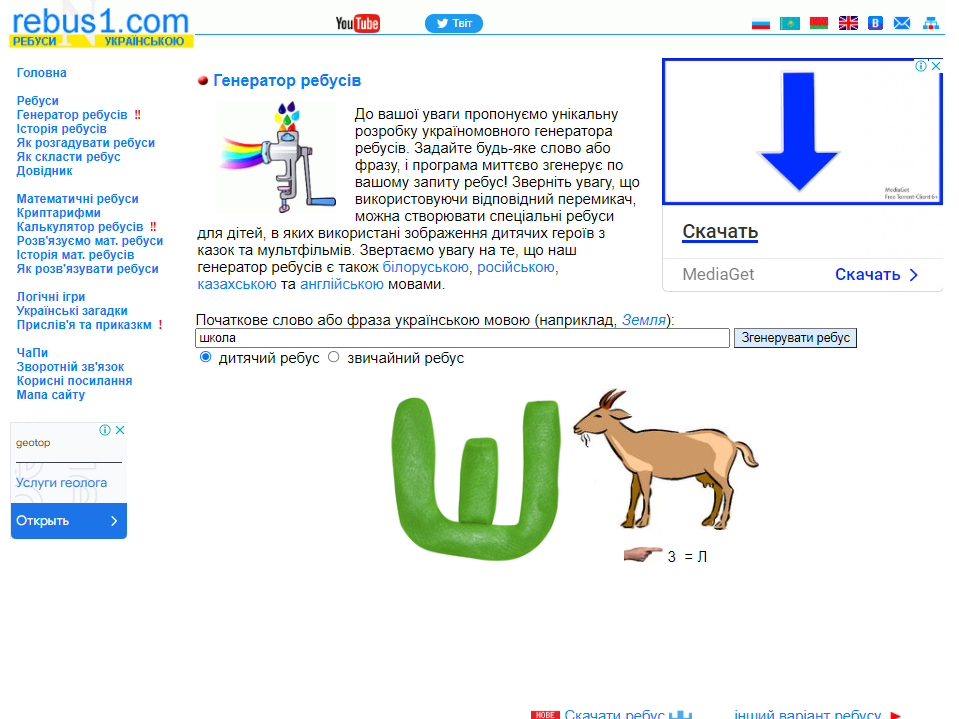 rebus1.com
РЕБУСИ УКРАЇНСЬКОЮ
YouTube
Твіт
Головна
Ребуси
Генератор ребусів !!
Історія ребусів
Як розгадувати ребуси
Як скласти ребус
Довідник
Математичні ребуси
Криптарифми
Калькулятор ребусів !!
Розв'язуємо мат. ребуси
Історія мат. ребусів
Як розв'язувати ребуси
Логічні ігри
Українські загадки
Прислів'я та приказкм !
ЧаПи
Зворотній зв'язок
Корисні посилання
Мапа сайту
geotop
Услуги геолога
Открыть
Генератор ребусів
До вашої уваги пропонуємо унікальну
розробку україномовного генератора
ребусів. Задайте будь-яке слово або
фразу, і програма миттєво згенерує по
вашому запиту ребус! Зверніть увагу, що
використовуючи відповідний перемикач,
можна створювати спеціальні ребуси
для дітей, в яких використані зображення дитячих героїв з
казок та мультфільмів. Звертаємо увагу на те, що наш
генератор ребусів є також білоруською, російською,
казахською та англійською мовами.
MediaGet
Free Torrent-Client 6+
Скачать
MediaGet Скачать
Початкове слово або фраза українською мовою (наприклад, Земля):
школа Згенерувати ребус
дитячий ребус звичайний ребус
Ш
3 = Л
НОВЕ Скачати ребус інший варіант ребусу